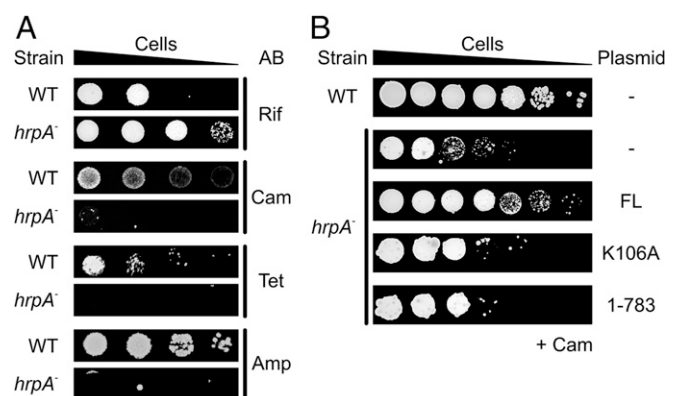 A
Cells
Strain
AB
WT
hrpA-
Rif
WT
hrpA-
Cam
WT
hrpA-
Tet
WT
hrpA-
Amp
B
Cells
Strain
Plasmid
WT
-
hrpA-
-
FL
K106A
1-783
+ Cam